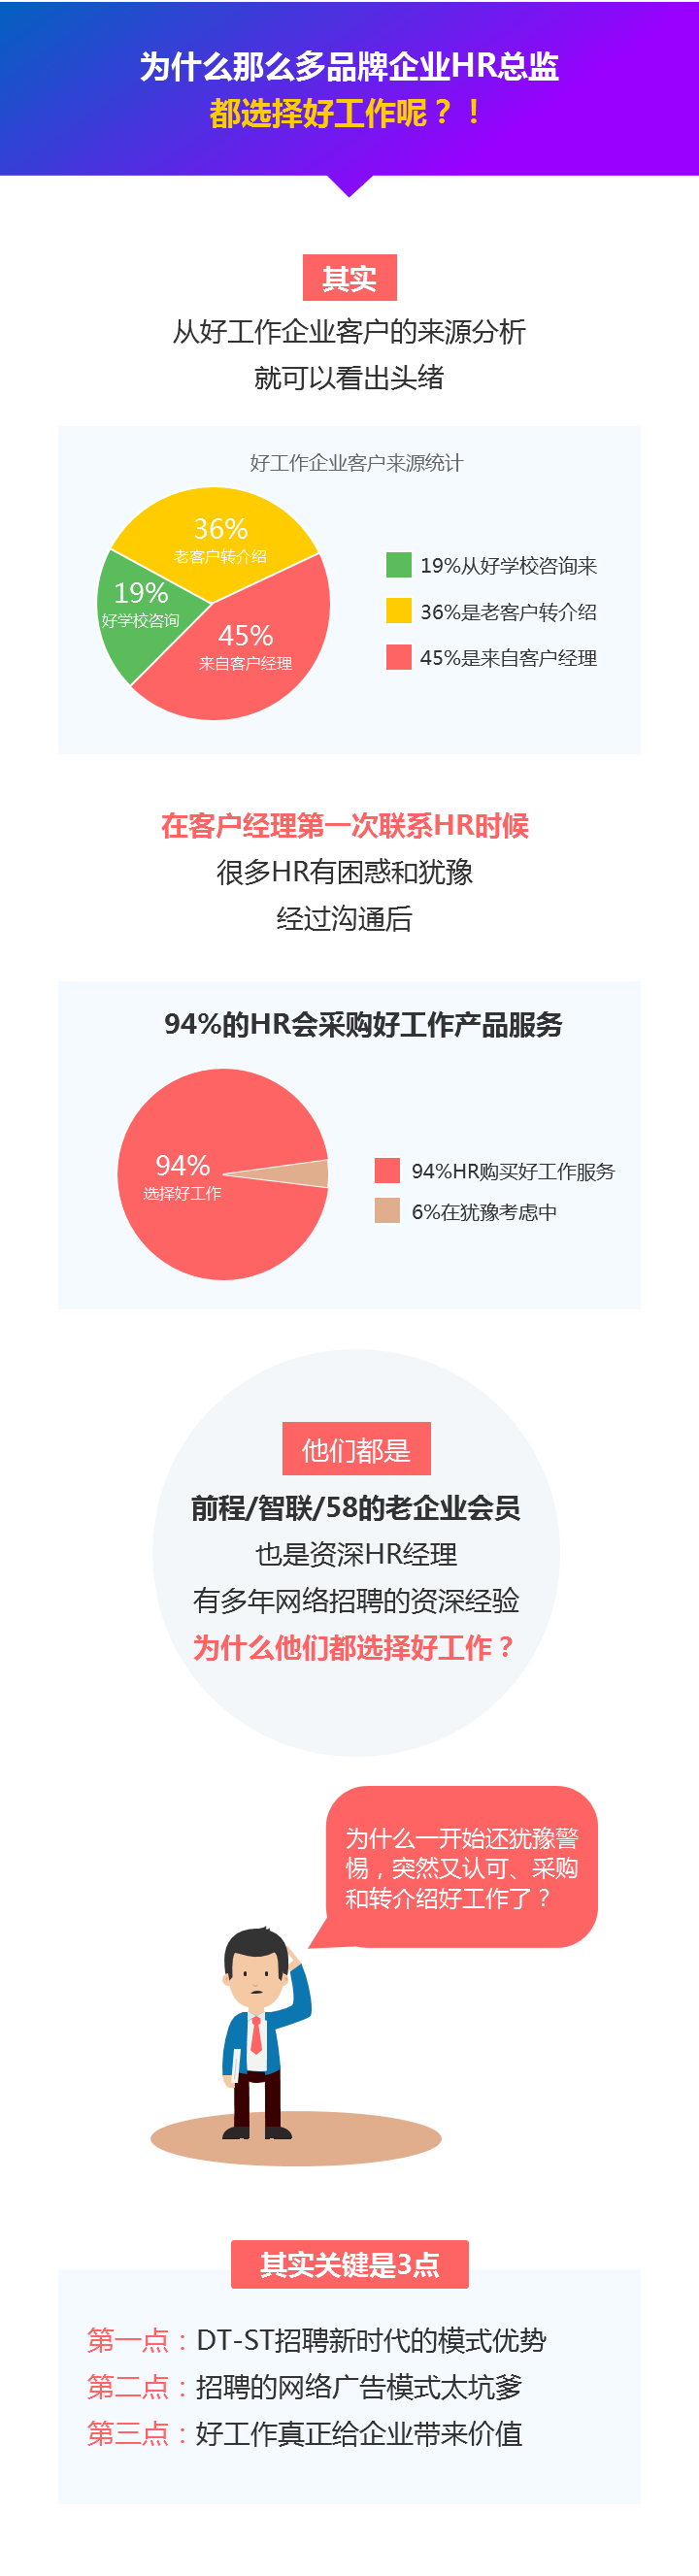 为什么那么多品牌企业HR总监
都选择好工作呢？！
其实
从好工作企业客户的来源分析
就可以看出头绪
好工作企业客户来源统计
36%
老客户转介绍
19%
好学校咨询
45%
来自客户经理
19%从好学校咨询来
36%是老客户转介绍
45%是来自客户经理
在客户经理第一次联系HR时候
很多HR有困惑和犹豫
经过沟通后
94%的HR会采购好工作产品服务
94%
选择好工作
94%HR购买好工作服务
6%在犹豫考虑中
他们都是
前程/智联/58的老企业会员
也是资深HR经理
有多年网络招聘的资深经验
为什么他们都选择好工作？
为什么一开始还犹豫警
惕，突然又认可、采购
和转介绍好工作了？
其实关键是3点
第一点：DT-ST招聘新时代的模式优势
第二点：招聘的网络广告模式太坑爹
第三点：好工作真正给企业带来价值